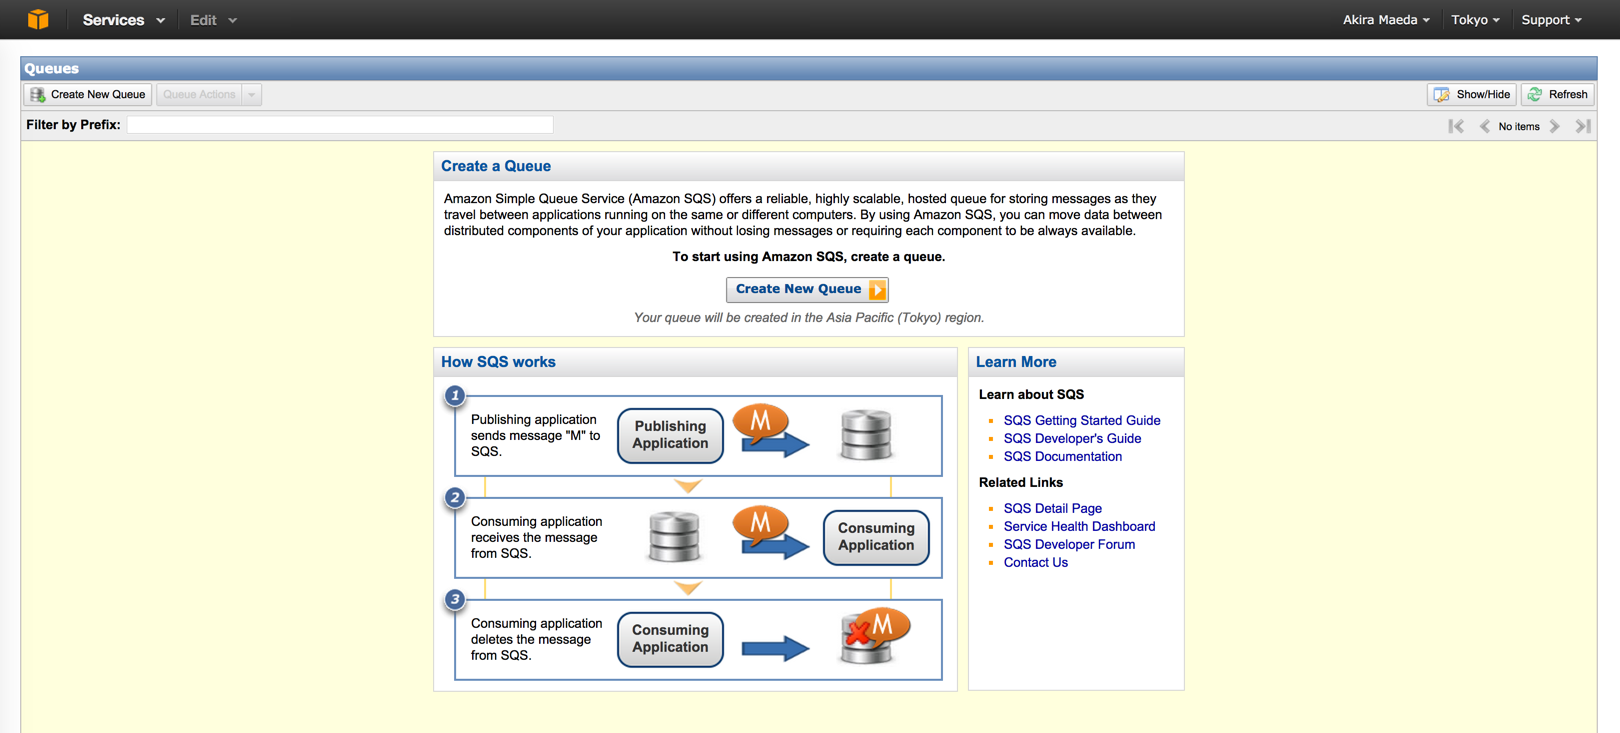 Services Edit Akira Maeda Tokyo Support
Queues
Create New Queue Queue Actions Show/Hide Refresh
Filter by Prefix: No items
Create a Queue
Amazon Simple Queue Service (Amazon SQS) offers a reliable, highly scalable, hosted queue for storing messages as they
travel between applications running on the same or different computers. By using Amazon SQS, you can move data between
distributed components of your application without losing messages or requiring each component to be always available.
To start using Amazon SQS, create a queue.
Create New Queue
Your queue will be created in the Asia Pacific (Tokyo) region.
How SQS works
1
Publishing application
sends message "M" to
SQS.
Publishing
Application
M
2
Consuming application
receives the message
from SQS.
M
Consuming
Application
3
Consuming application
deletes the message
from SQS.
Consuming
Application
M
Learn More
Learn about SQS
SQS Getting Started Guide
SQS Developer's Guide
SQS Documentation
Related Links
SQS Detail Page
Service Health Dashboard
SQS Developer Forum
Contact Us